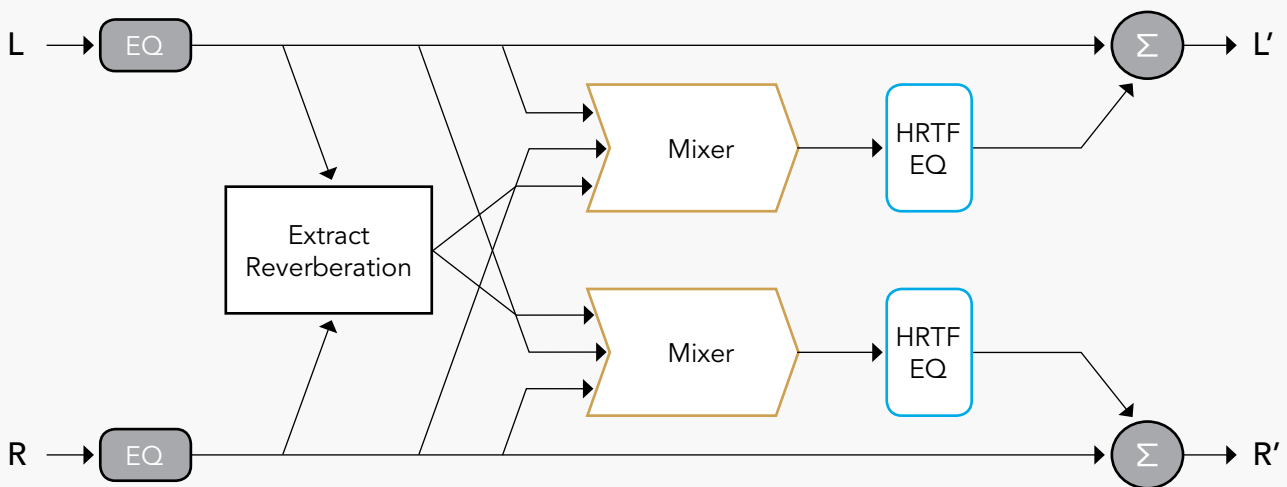 L
EQ
Σ
L'
Mixer
HRTF
EQ
Extract
Reverberation
Mixer
HRTF
EQ
R
EQ
Σ
R'